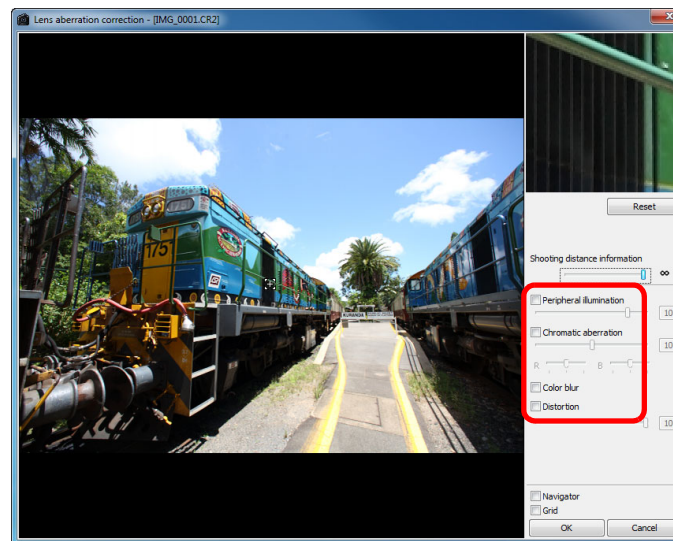 Lens aberration correction - [IMG_0001.CR2]
175
KURANDA
Reset
Shooting distance information
∞
Peripheral illumination
10
Chromatic aberration
10
R
B
Color blur
Distortion
10
Navigator
Grid
OK
Cancel